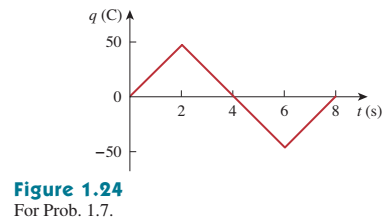 q (C)
50
0
2 4 6 8 t (s)
−50
Figure 1.24
For Prob. 1.7.